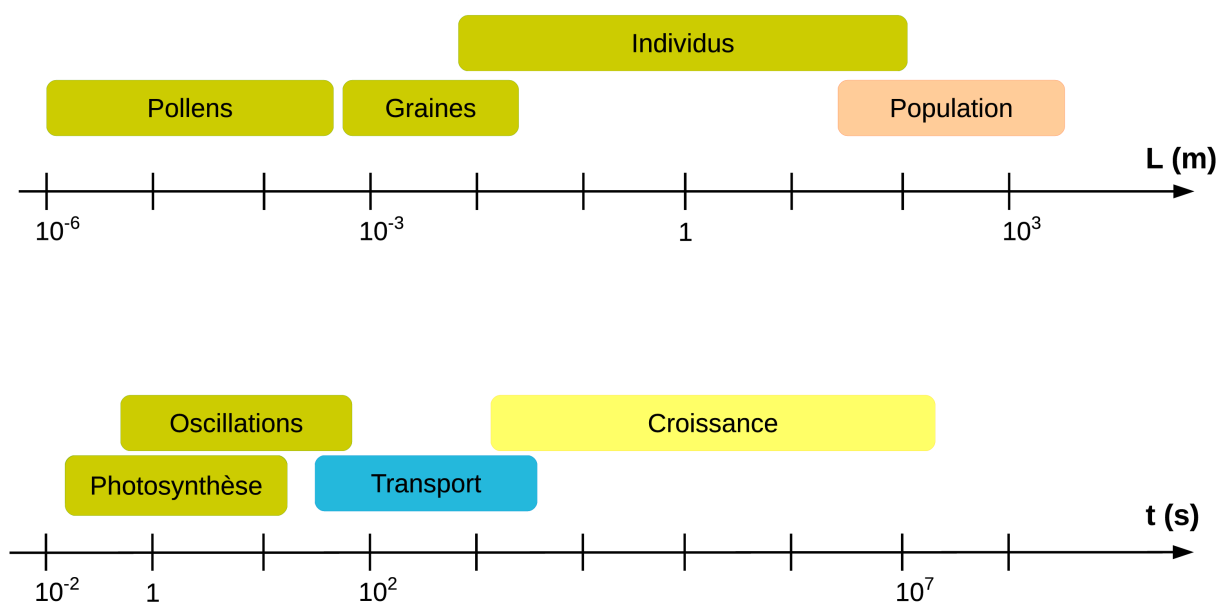 Individus
Pollens Graines Population
L (m)
10⁻⁶ 10⁻³ 1 10³
Oscillations Croissance
Photosynthèse Transport
t (s)
10⁻² 1 10² 10⁷